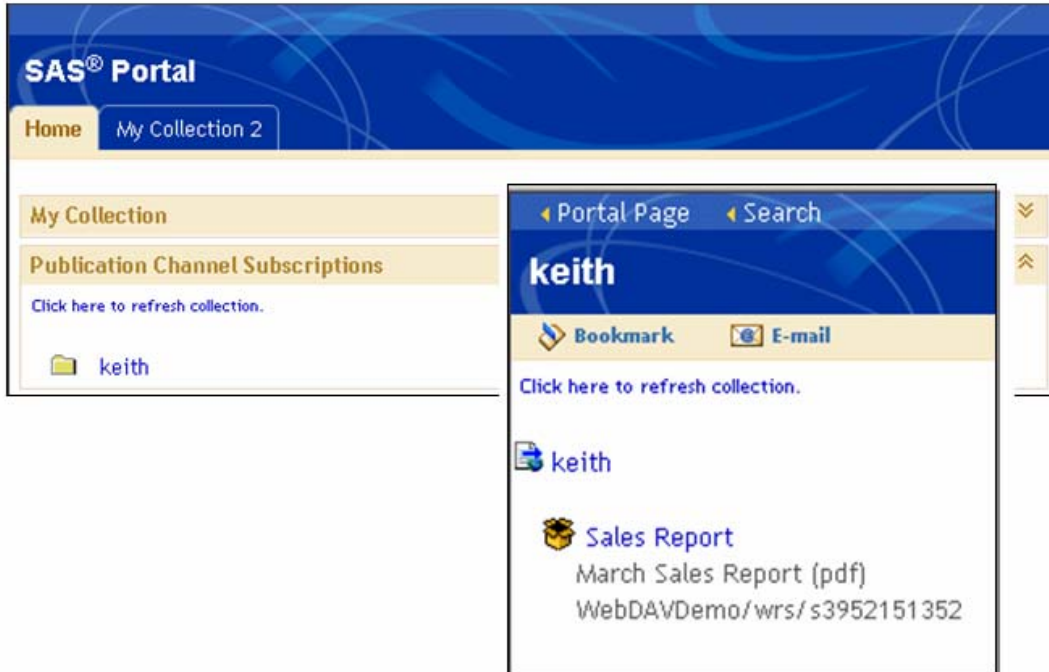 SAS® Portal
Home My Collection 2
My Collection
Publication Channel Subscriptions
Click here to refresh collection.
keith
Portal Page Search
keith
Bookmark E-mail
Click here to refresh collection.
keith
Sales Report
March Sales Report (pdf)
WebDAVDemo/wrs/s3952151352